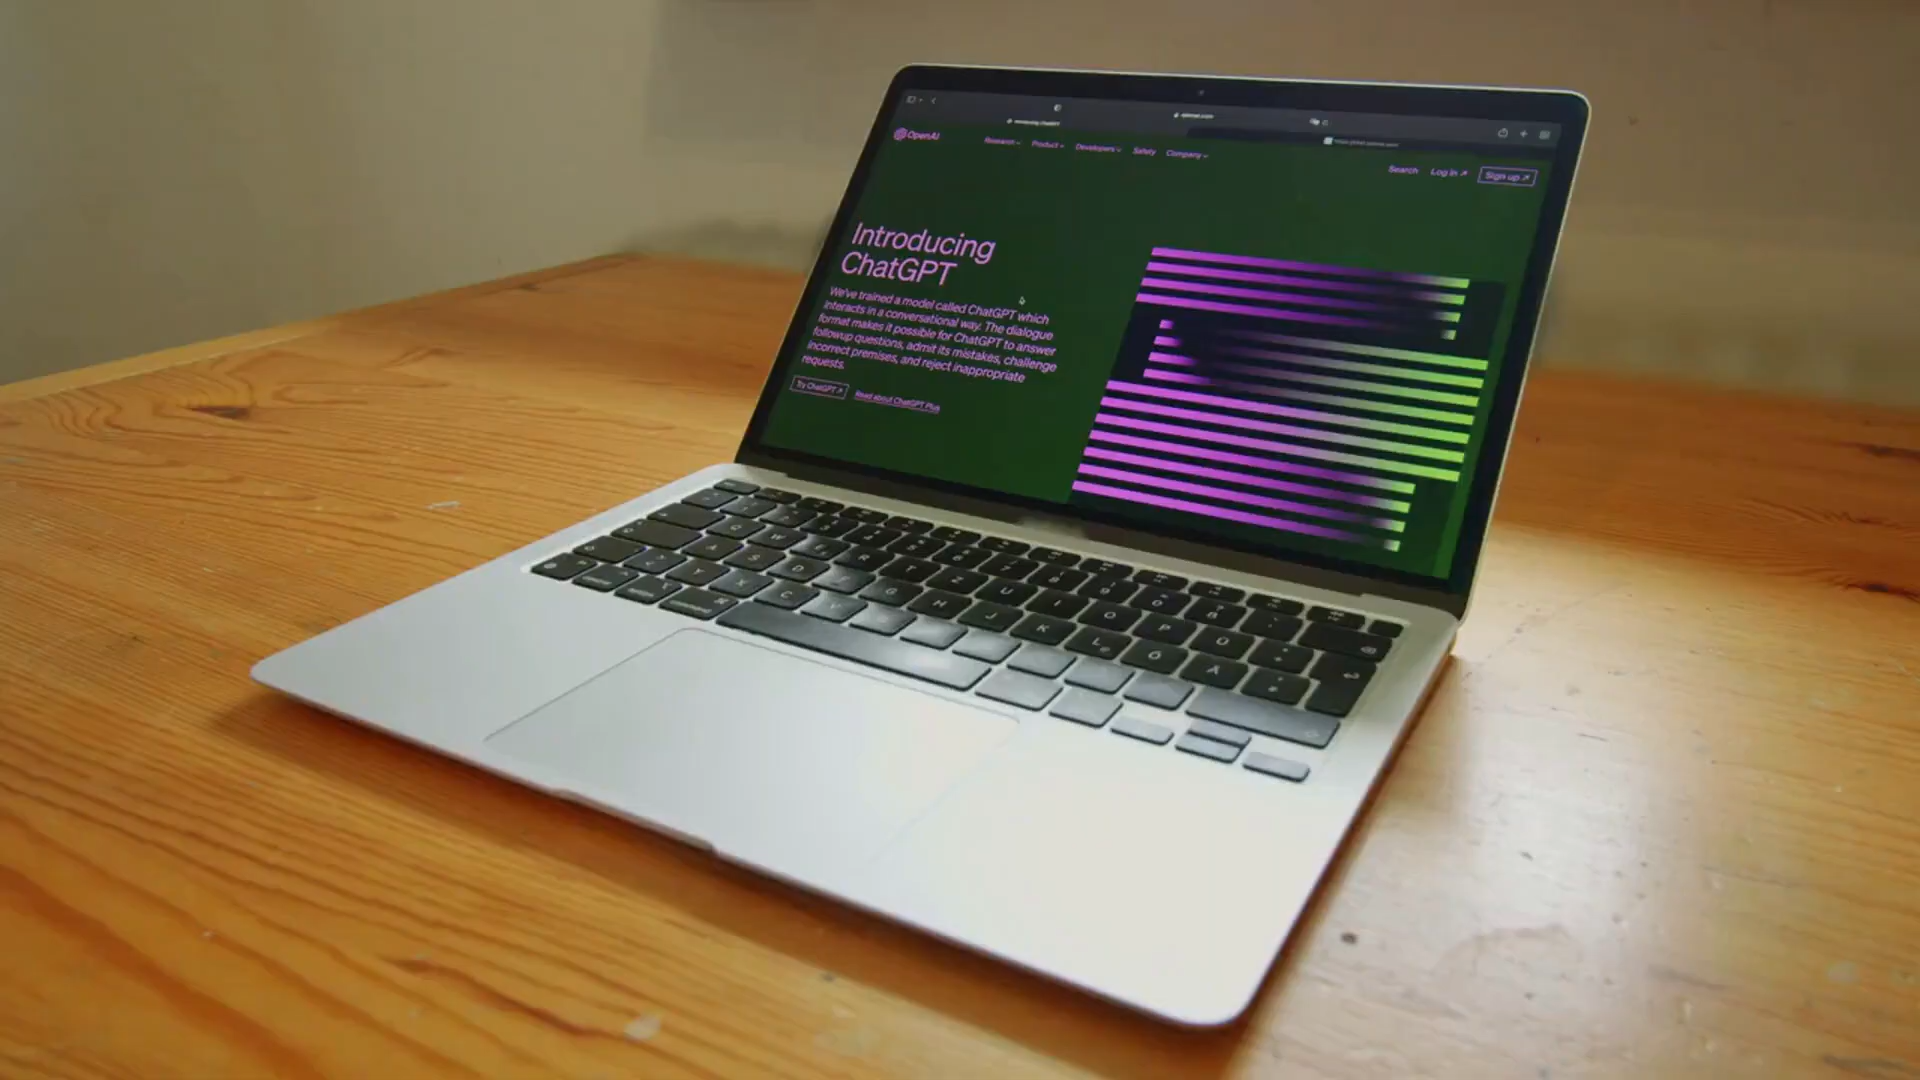 OpenAI
Research Product Developers Safety Company
Search Log in Sign up
Introducing
ChatGPT
We've trained a model called ChatGPT which
interacts in a conversational way. The dialogue
format makes it possible for ChatGPT to answer
followup questions, admit its mistakes, challenge
incorrect premises, and reject inappropriate
requests.
Try ChatGPT
Read about ChatGPT Plus